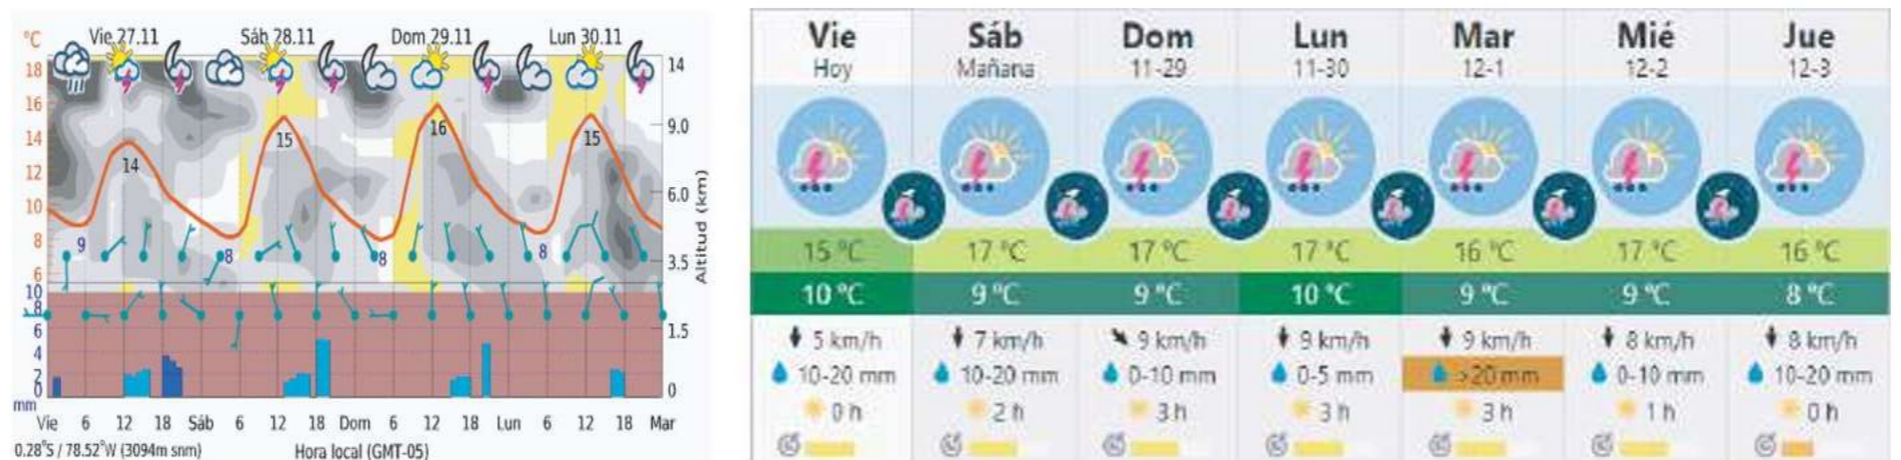 Vie 27.11 Sáb 28.11 Dom 29.11 Lun 30.11
°C
18
16
14
12
10
8
6
10
8
6
4
2
0
mm
14 15 16 15
9 8 8 8
14
9.0
6.0
3.5
1.5
0
Altitud (km)
Vie 6 12 18 Sáb 6 12 18 Dom 6 12 18 Lun 6 12 18 Mar
0.28°S / 78.52°W (3094m snm) Hora local (GMT-05)
Vie Sáb Dom Lun Mar Mié Jue
Hoy Mañana 11-29 11-30 12-1 12-2 12-3
15 °C 17 °C 17 °C 17 °C 16 °C 17 °C 16 °C
10 °C 9 °C 9 °C 10 °C 9 °C 9 °C 8 °C
5 km/h 7 km/h 9 km/h 9 km/h 9 km/h 8 km/h 8 km/h
10-20 mm 10-20 mm 0-10 mm 0-5 mm >20 mm 0-10 mm 10-20 mm
0 h 2 h 3 h 3 h 3 h 1 h 0 h